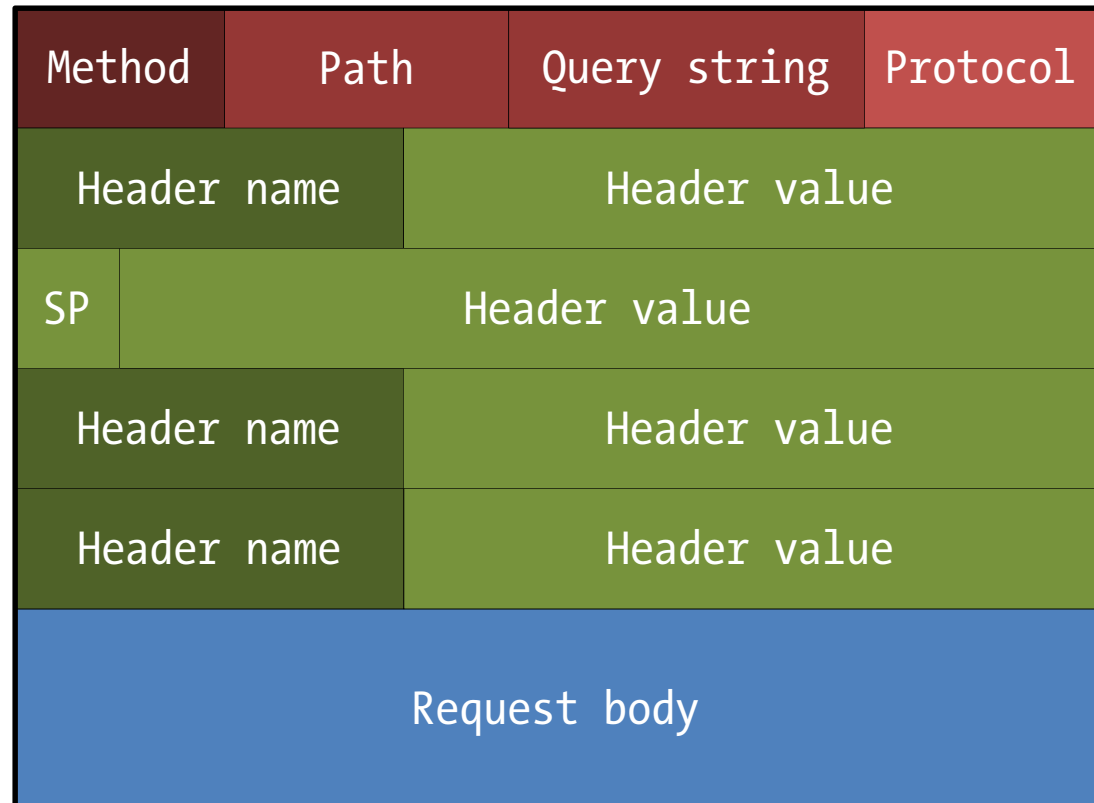 Method Path Query string Protocol
Header name Header value
SP Header value
Header name Header value
Header name Header value
Request body